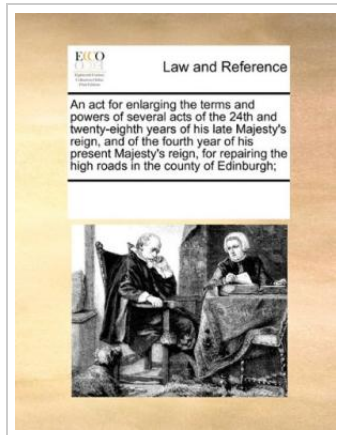 ECCO
Law and Reference
An act for enlarging the terms and
powers of several acts of the 24th and
twenty-eighth years of his late Majesty's
reign, and of the fourth year of his
present Majesty's reign, for repairing the
high roads in the county of Edinburgh;